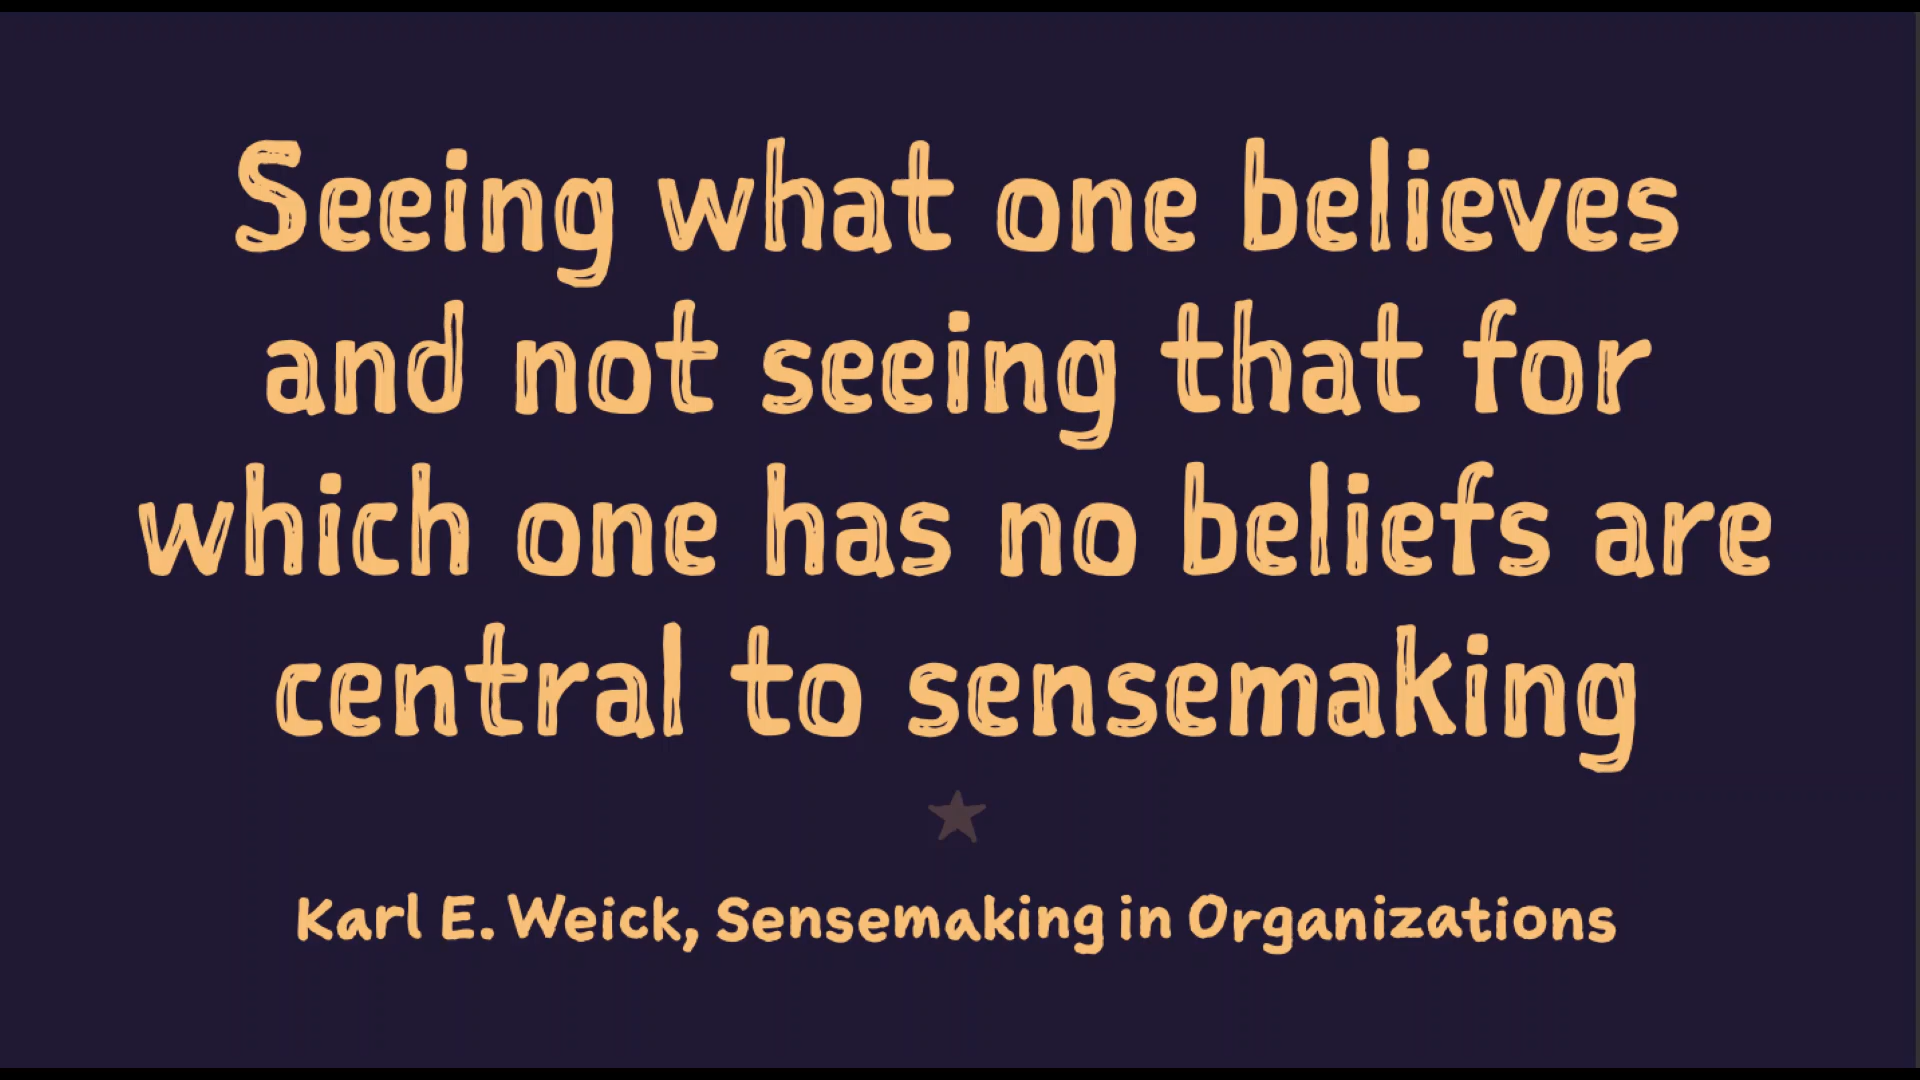 Seeing what one believes
and not seeing that for
which one has no beliefs are
central to sensemaking
Karl E. Weick, Sensemaking in Organizations